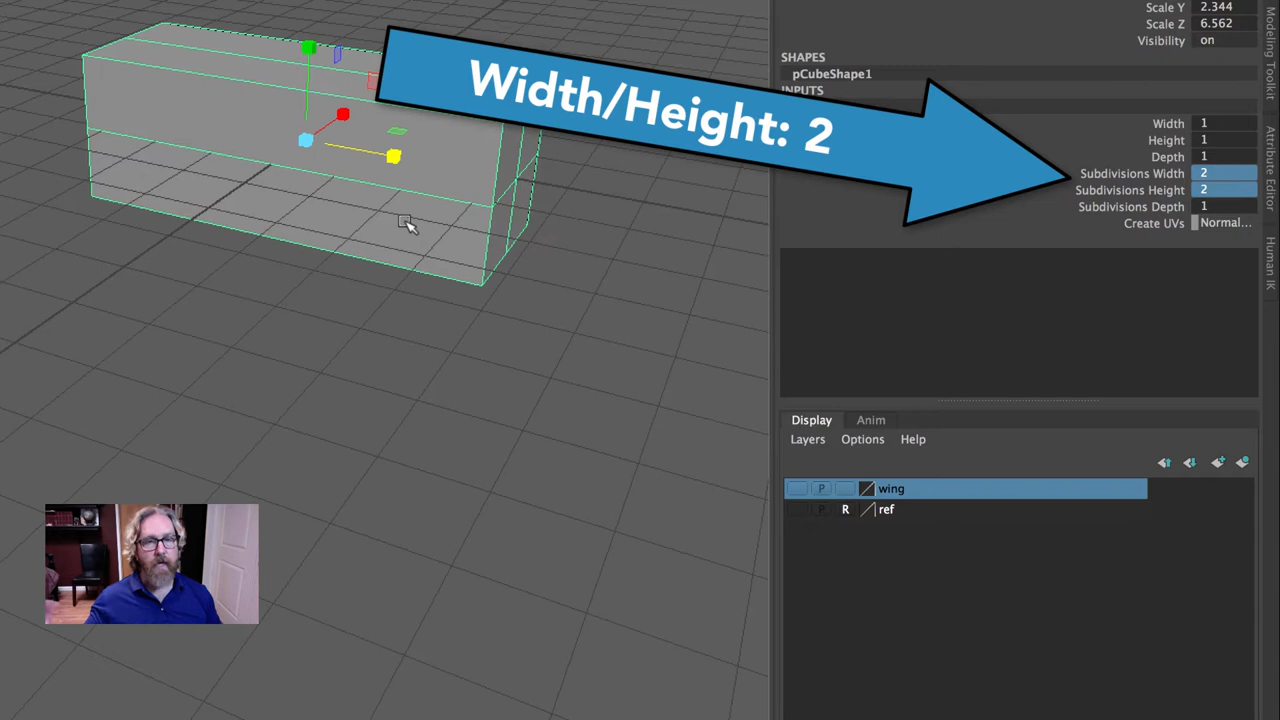 Scale Y 2.344
Scale Z 6.562
Visibility on
SHAPES
pCubeShape1
INPUTS
Width/Height: 2
Width 1
Height 1
Depth 1
Subdivisions Width 2
Subdivisions Height 2
Subdivisions Depth 1
Create UVs Normal...
Modeling Toolkit
Attribute Editor
Human IK
Display Anim
Layers Options Help
P wing
P R ref